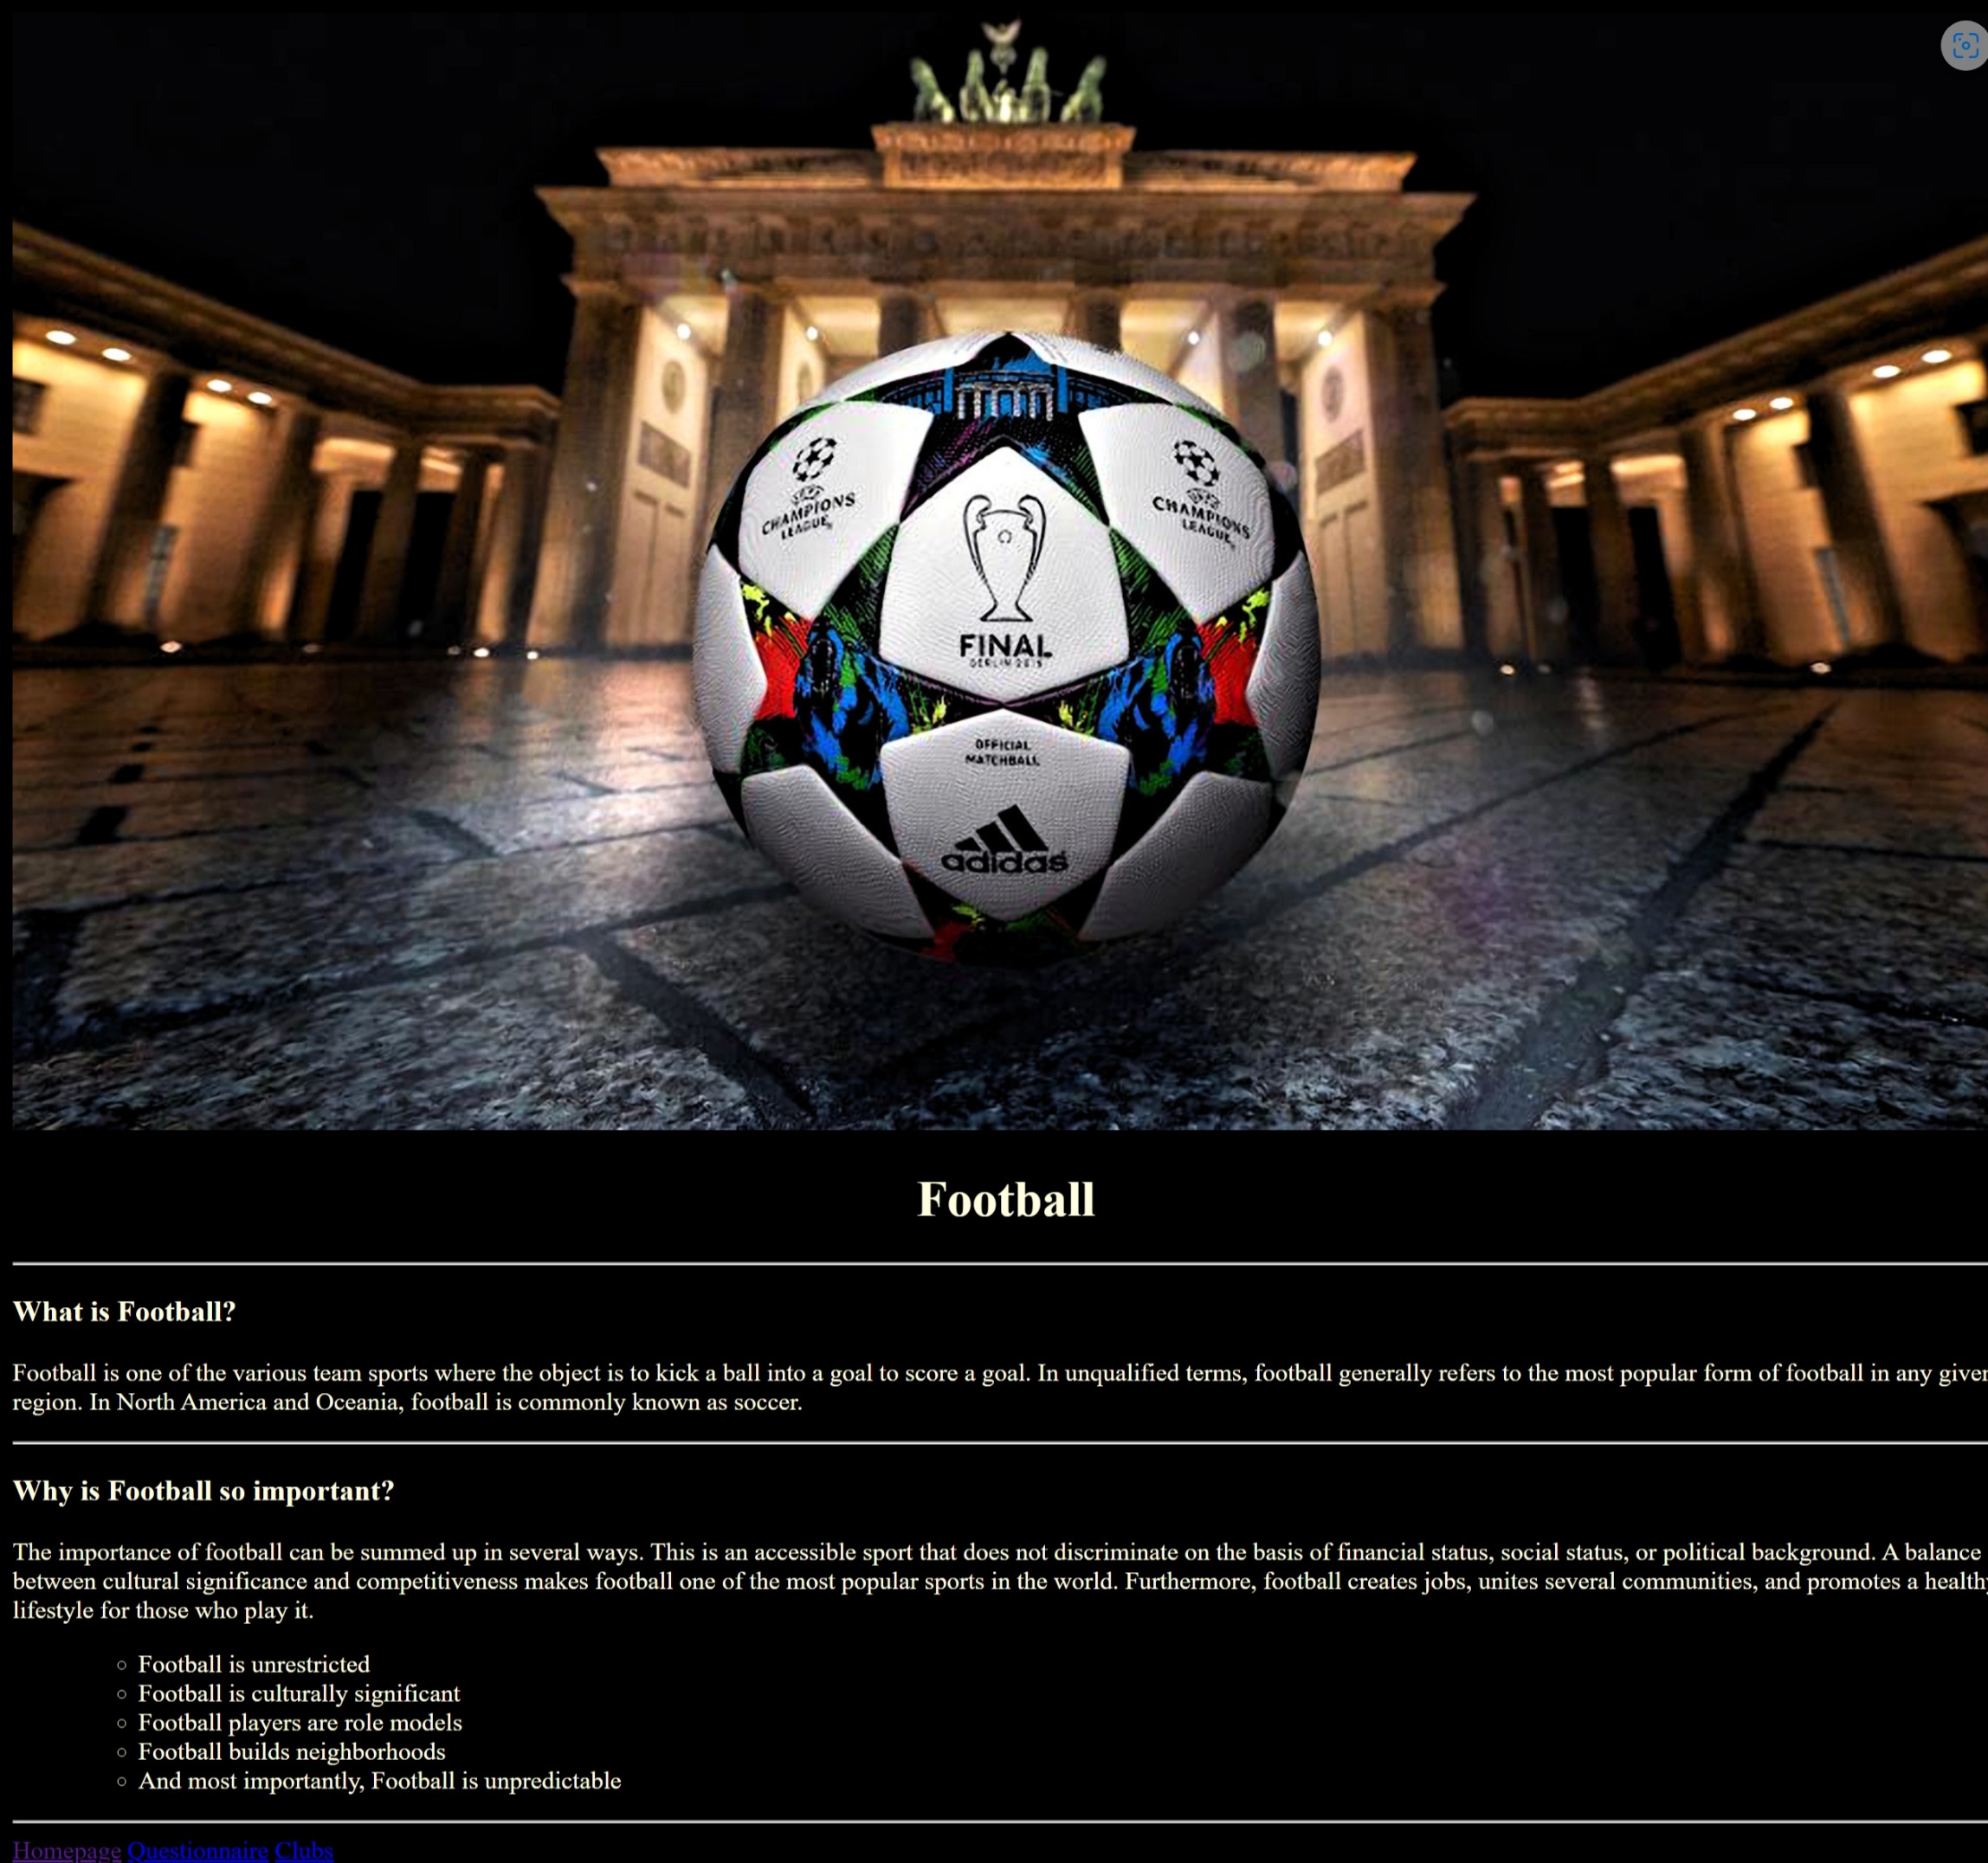 CHAMPIONS
LEAGUE
CHAMPIONS
LEAGUE
FINAL
BERLIN 2015
OFFICIAL
MATCHBALL
adidas
Football
What is Football?
Football is one of the various team sports where the object is to kick a ball into a goal to score a goal. In unqualified terms, football generally refers to the most popular form of football in any given
region. In North America and Oceania, football is commonly known as soccer.
Why is Football so important?
The importance of football can be summed up in several ways. This is an accessible sport that does not discriminate on the basis of financial status, social status, or political background. A balance
between cultural significance and competitiveness makes football one of the most popular sports in the world. Furthermore, football creates jobs, unites several communities, and promotes a healthy
lifestyle for those who play it.
Football is unrestricted
Football is culturally significant
Football players are role models
Football builds neighborhoods
And most importantly, Football is unpredictable
Homepage Questionnaire Clubs